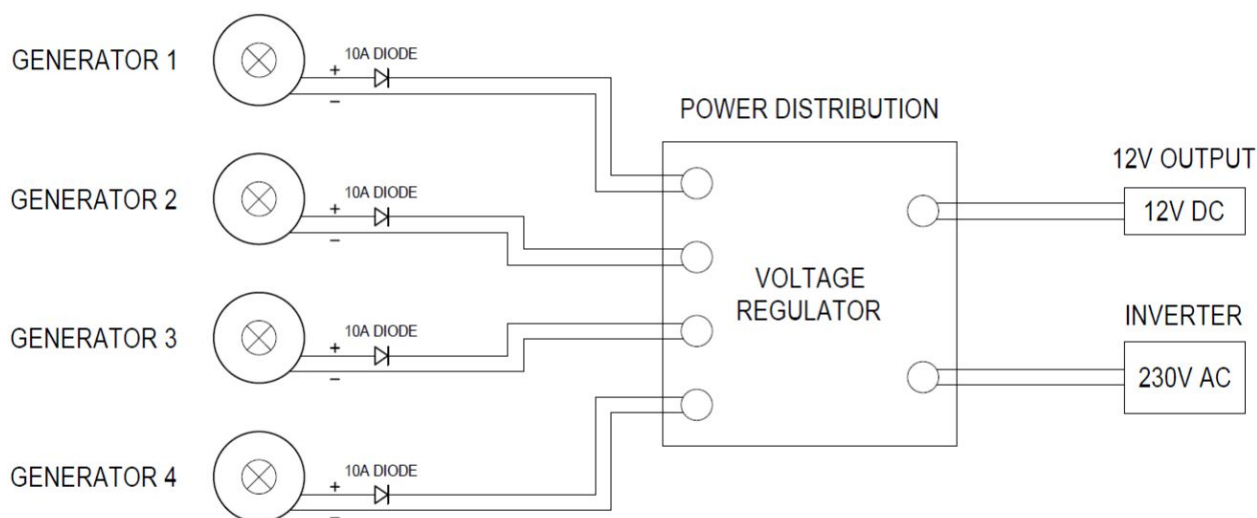 GENERATOR 1
10A DIODE
+
−
GENERATOR 2
10A DIODE
+
−
GENERATOR 3
10A DIODE
+
−
GENERATOR 4
10A DIODE
+
−
POWER DISTRIBUTION
VOLTAGE
REGULATOR
12V OUTPUT
12V DC
INVERTER
230V AC